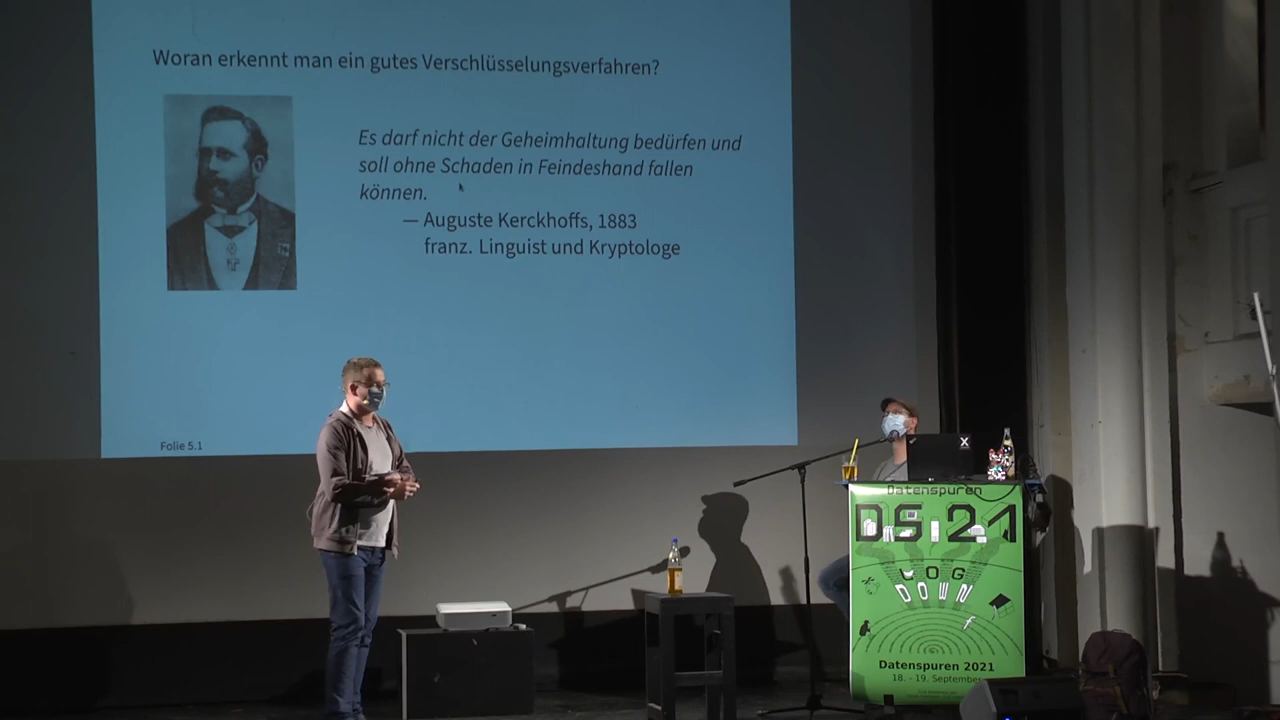 Woran erkennt man ein gutes Verschlüsselungsverfahren?
Es darf nicht der Geheimhaltung bedürfen und
soll ohne Schaden in Feindeshand fallen
können.
— Auguste Kerckhoffs, 1883
franz. Linguist und Kryptologe
Folie 5.1
X
Datenspuren
DS:21
LOG
DOWN
Datenspuren 2021
18. - 19. September